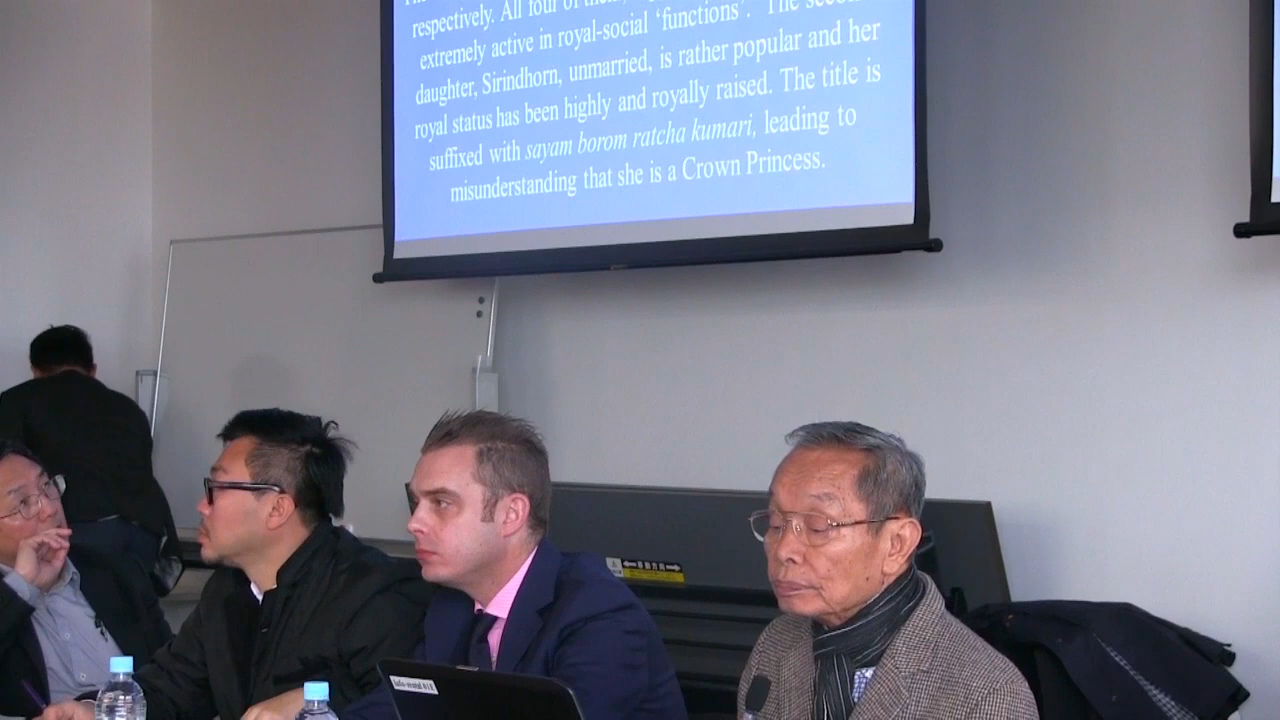 respectively. All four of them,
extremely active in royal-social ‘functions’. The second
daughter, Sirindhorn, unmarried, is rather popular and her
royal status has been highly and royally raised. The title is
suffixed with sayam borom ratcha kumari, leading to
misunderstanding that she is a Crown Princess.